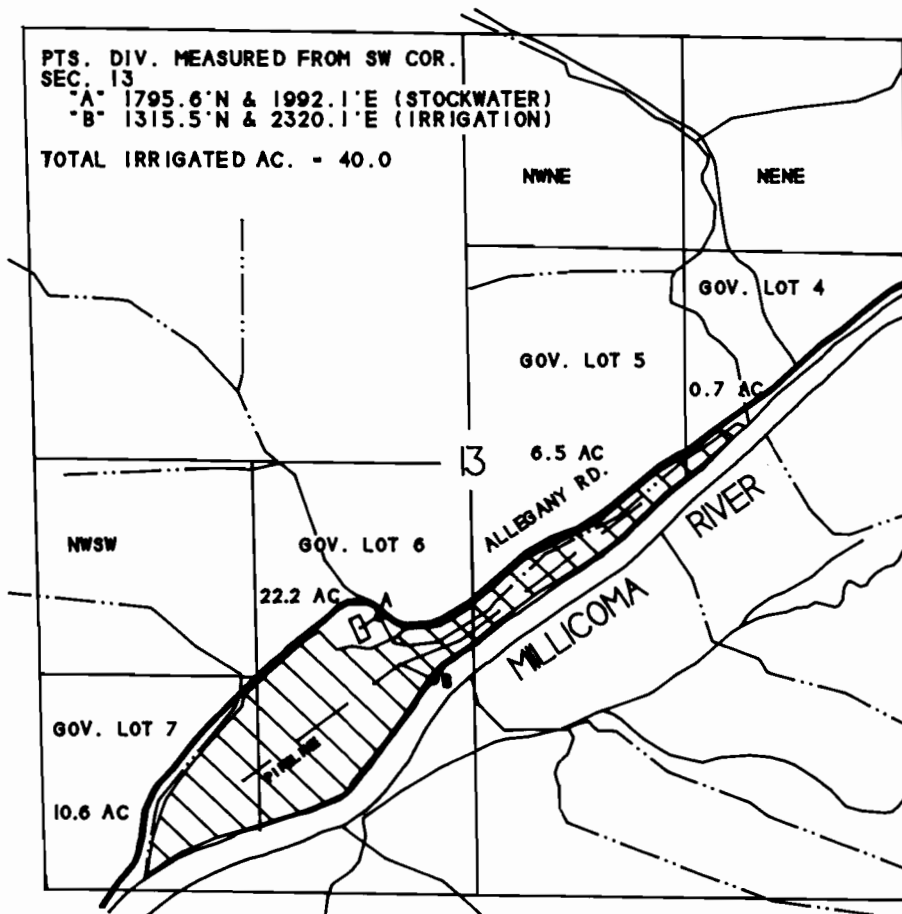 PTS. DIV. MEASURED FROM SW COR.
SEC. 13
"A" 1795.6'N & 1992.1'E (STOCKWATER)
"B" 1315.5'N & 2320.1'E (IRRIGATION)
TOTAL IRRIGATED AC. - 40.0
NWNE
NENE
GOV. LOT 4
GOV. LOT 5
0.7 AC
6.5 AC
13
ALLEGANY RD.
RIVER
NWSW
GOV. LOT 6
22.2 AC
A
MILLICOMA
B
GOV. LOT 7
PIPELINE
10.6 AC